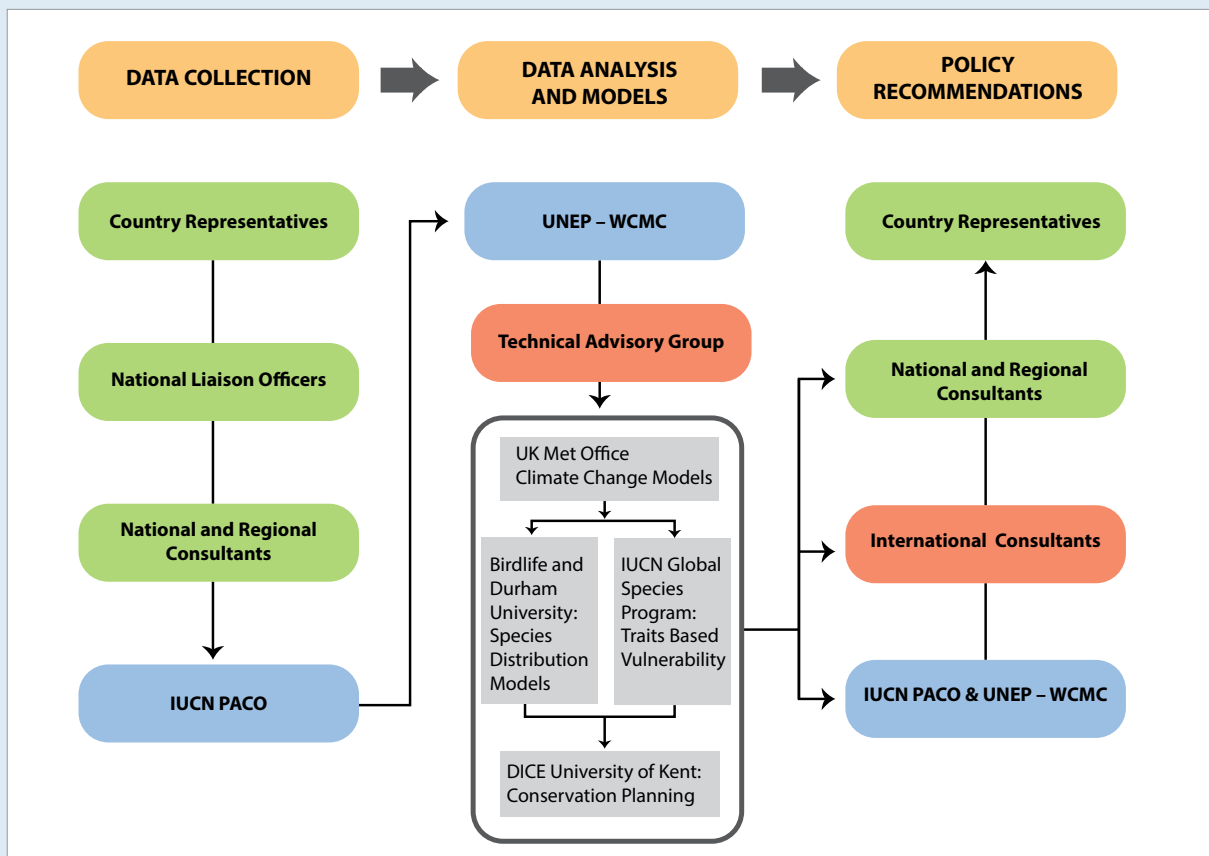 DATA COLLECTION
DATA ANALYSIS
AND MODELS
POLICY
RECOMMENDATIONS
Country Representatives
National Liaison Officers
National and Regional
Consultants
IUCN PACO
UNEP – WCMC
Technical Advisory Group
UK Met Office
Climate Change Models
Birdlife and
Durham
University:
Species
Distribution
Models
IUCN Global
Species
Program:
Traits Based
Vulnerability
DICE University of Kent:
Conservation Planning
Country Representatives
National and Regional
Consultants
International Consultants
IUCN PACO & UNEP – WCMC